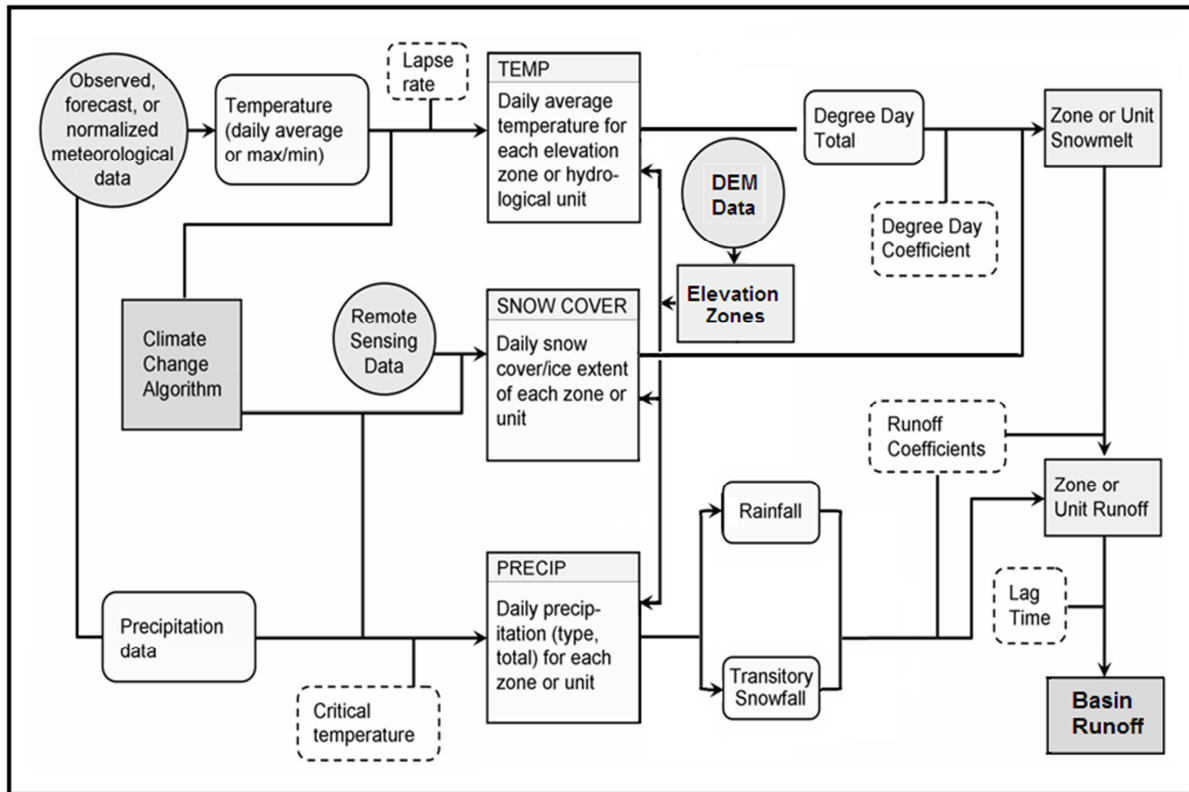 Observed,
forecast, or
normalized
meteorological
data
Temperature
(daily average
or max/min)
Lapse
rate
TEMP
Daily average
temperature for
each elevation
zone or hydro-
logical unit
DEM
Data
Degree Day
Total
Zone or Unit
Snowmelt
Degree Day
Coefficient
Elevation
Zones
Climate
Change
Algorithm
Remote
Sensing
Data
SNOW COVER
Daily snow
cover/ice extent
of each zone or
unit
Runoff
Coefficients
Zone or
Unit Runoff
Rainfall
PRECIP
Daily precip-
itation (type,
total) for each
zone or unit
Lag
Time
Precipitation
data
Transitory
Snowfall
Critical
temperature
Basin
Runoff